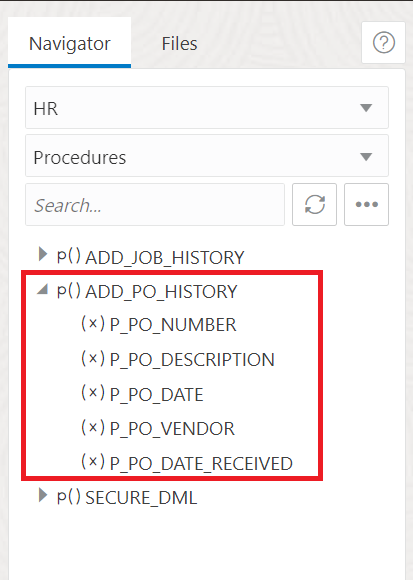 Navigator Files ?
HR
Procedures
Search...
p() ADD_JOB_HISTORY
p() ADD_PO_HISTORY
(x) P_PO_NUMBER
(x) P_PO_DESCRIPTION
(x) P_PO_DATE
(x) P_PO_VENDOR
(x) P_PO_DATE_RECEIVED
p() SECURE_DML